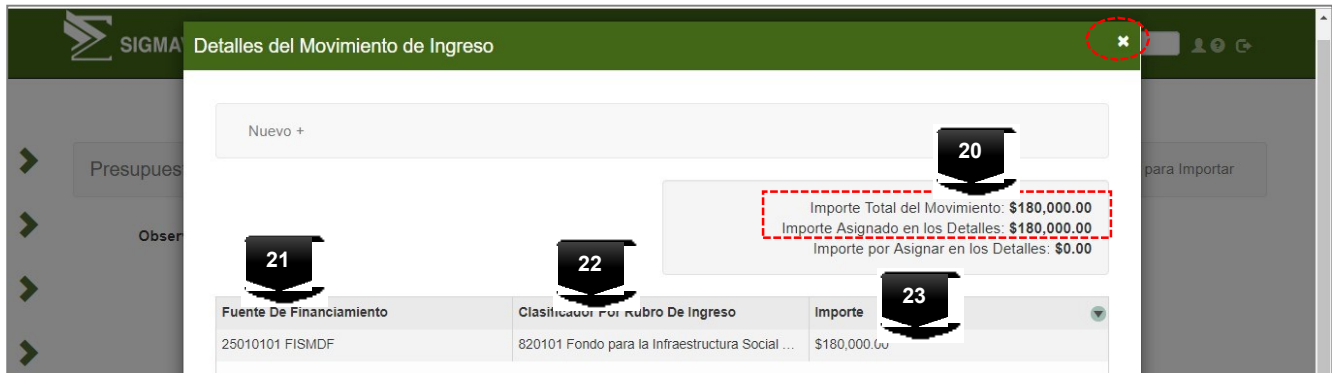 SIGMA
Detalles del Movimiento de Ingreso
Nuevo +
20
Presupues
para Importar
Importe Total del Movimiento: $180,000.00
Obser
Importe Asignado en los Detalles: $180,000.00
Importe por Asignar en los Detalles: $0.00
21
22
23
Fuente De Financiamiento
Clasificador Por Rubro De Ingreso
Importe
25010101 FISMDF
820101 Fondo para la Infraestructura Social ...
$180,000.00